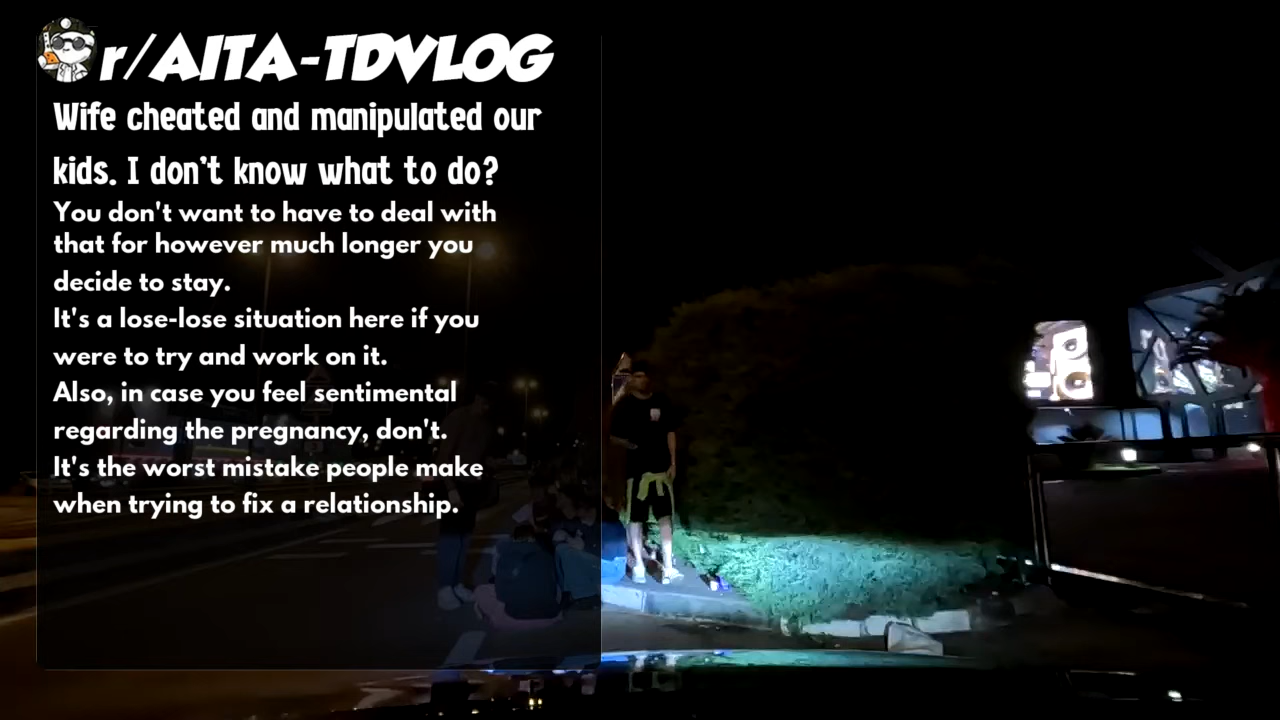 r/AITA-TDVLOG
Wife cheated and manipulated our
kids. I don't know what to do?
You don't want to have to deal with
that for however much longer you
decide to stay.
It's a lose-lose situation here if you
were to try and work on it.
Also, in case you feel sentimental
regarding the pregnancy, don't.
It's the worst mistake people make
when trying to fix a relationship.